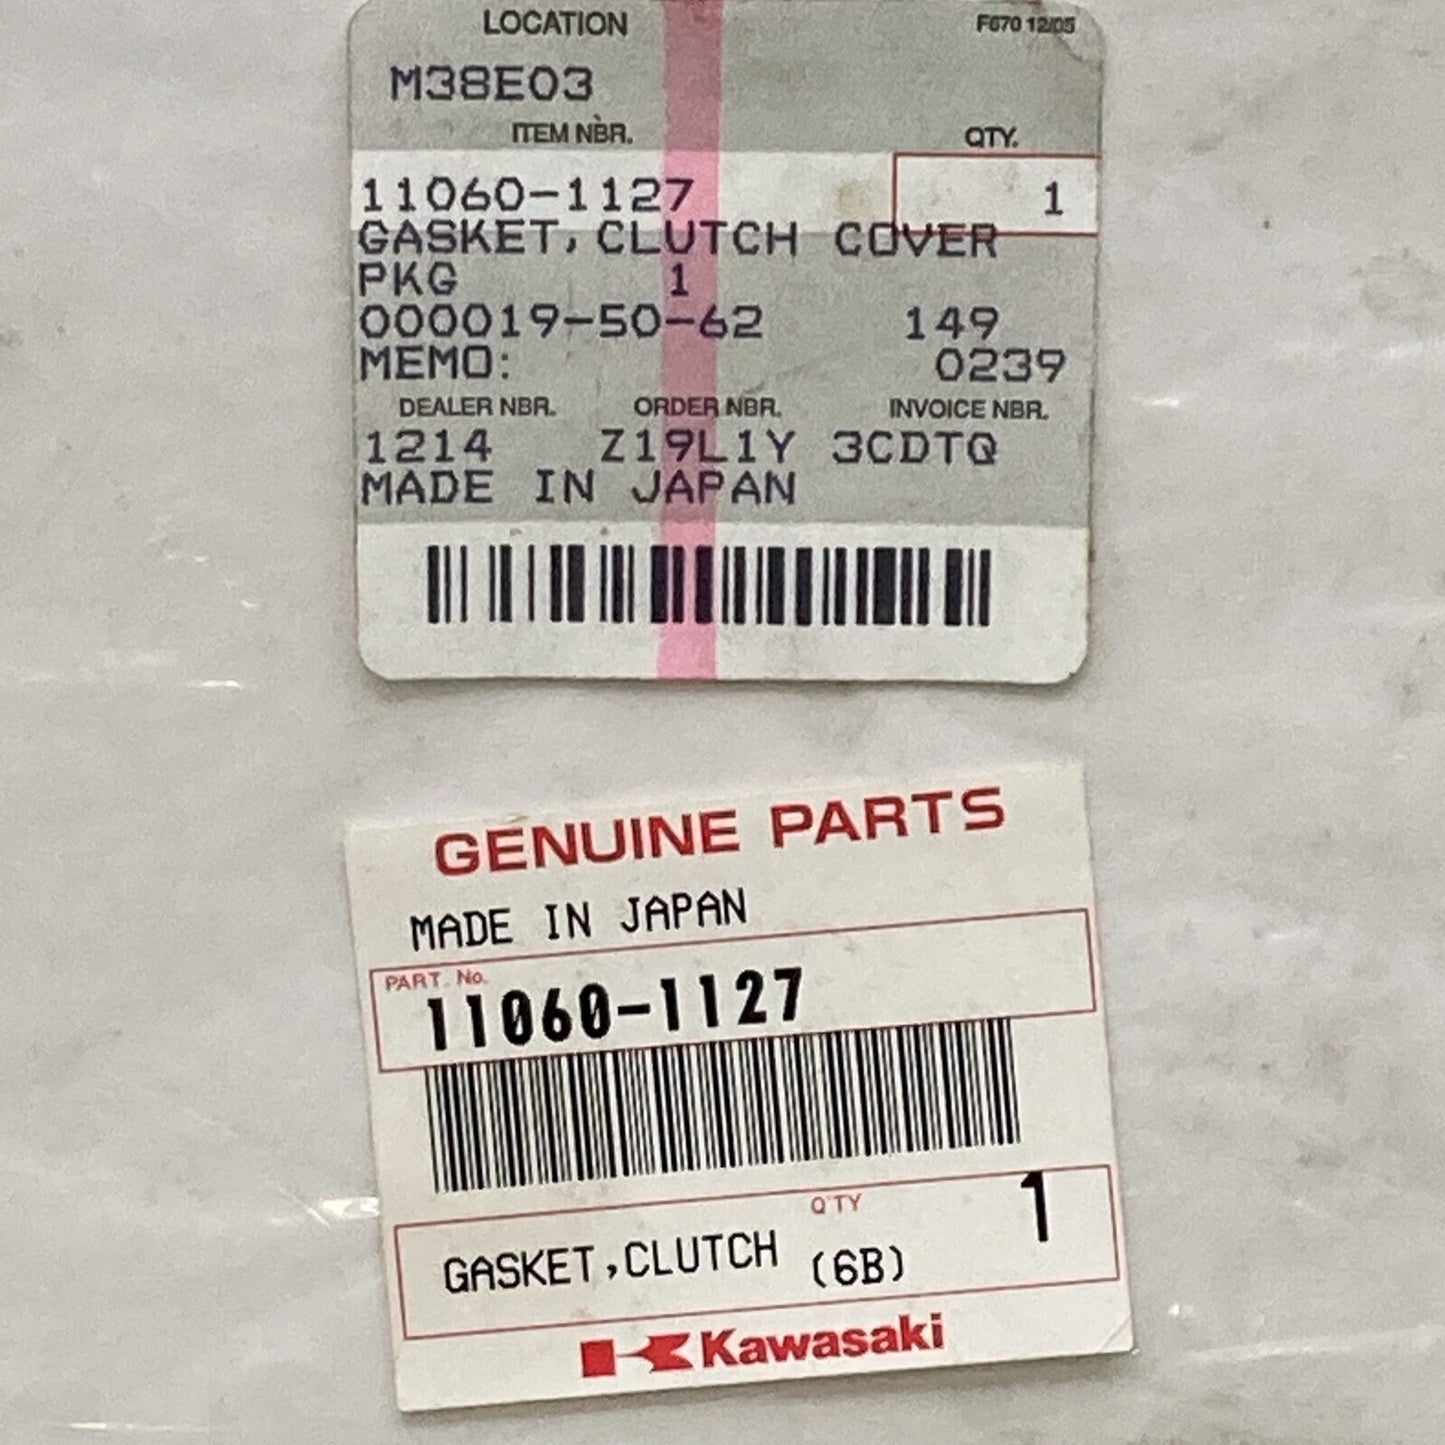 LOCATION F670 12/05
M38E03
ITEM NBR. QTY.
11060-1127 1
GASKET, CLUTCH COVER
PKG 1
000019-50-62 149
MEMO: 0239
DEALER NBR. ORDER NBR. INVOICE NBR.
1214 Z19L1Y 3CDTQ
MADE IN JAPAN
GENUINE PARTS
MADE IN JAPAN
PART. No.
11060-1127
Q'TY
GASKET,CLUTCH (6B) 1
Kawasaki